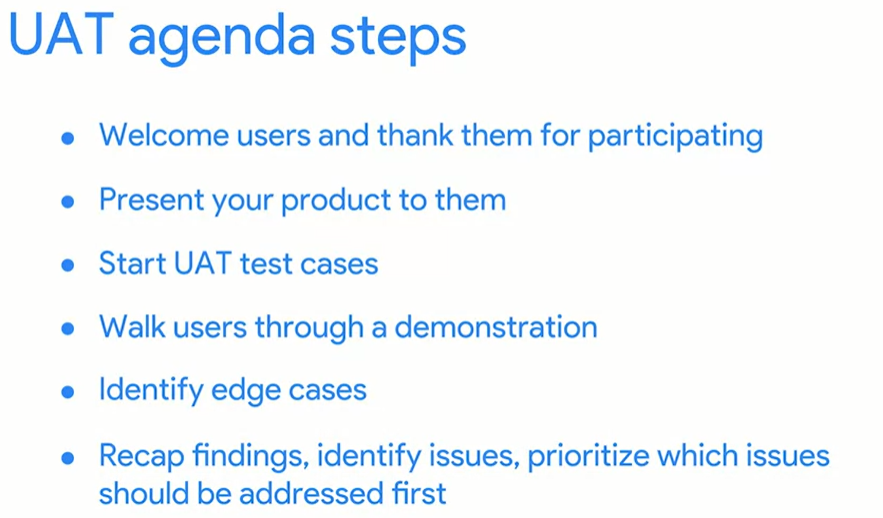 UAT agenda steps
• Welcome users and thank them for participating
• Present your product to them
• Start UAT test cases
• Walk users through a demonstration
• Identify edge cases
• Recap findings, identify issues, prioritize which issues
should be addressed first